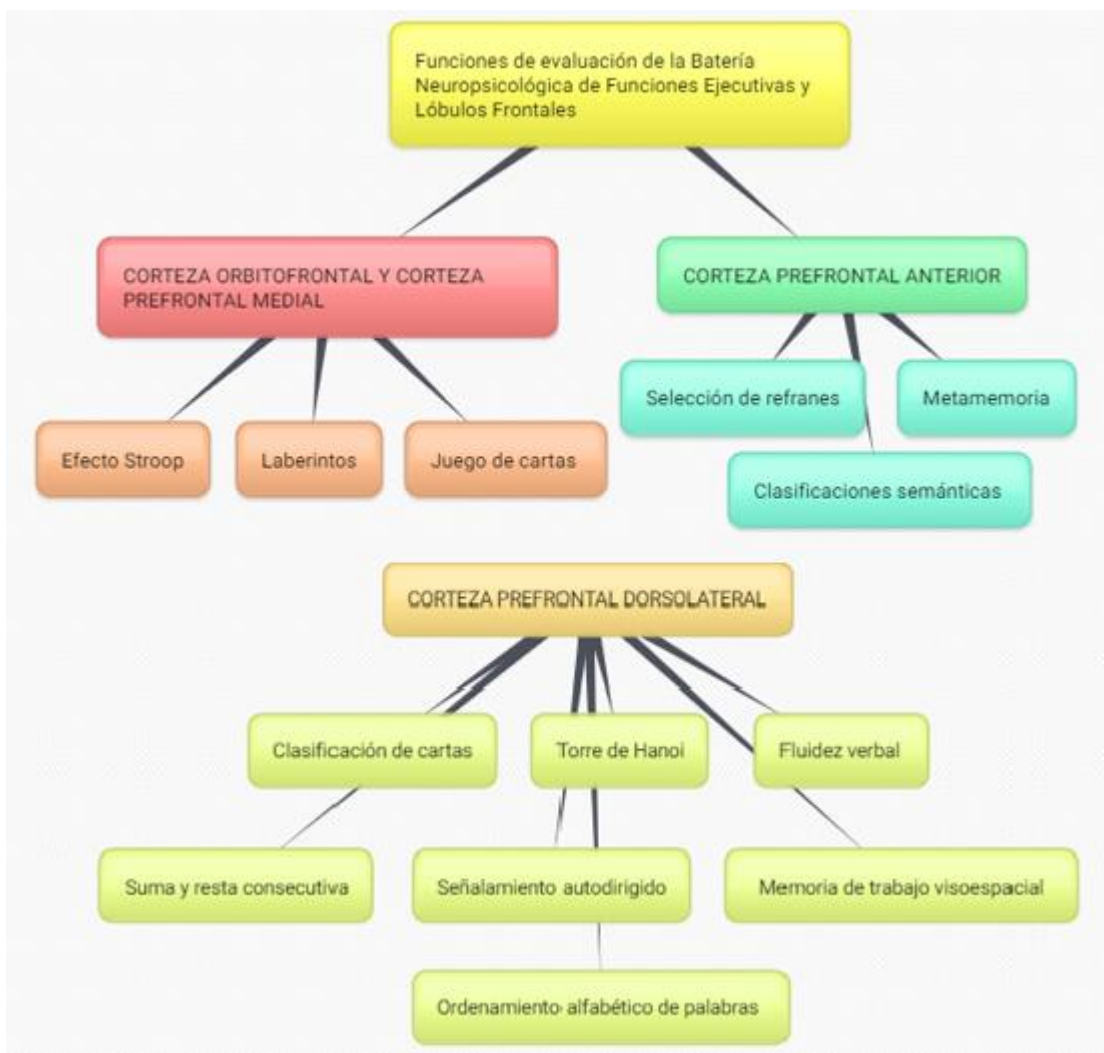 Funciones de evaluación de la Batería
Neuropsicológica de Funciones Ejecutivas y
Lóbulos Frontales
CORTEZA ORBITOFRONTAL Y CORTEZA
PREFRONTAL MEDIAL
CORTEZA PREFRONTAL ANTERIOR
Selección de refranes
Metamemoria
Efecto Stroop
Laberintos
Juego de cartas
Clasificaciones semánticas
CORTEZA PREFRONTAL DORSOLATERAL
Clasificación de cartas
Torre de Hanoi
Fluidez verbal
Suma y resta consecutiva
Señalamiento autodirigido
Memoria de trabajo visoespacial
Ordenamiento alfabético de palabras